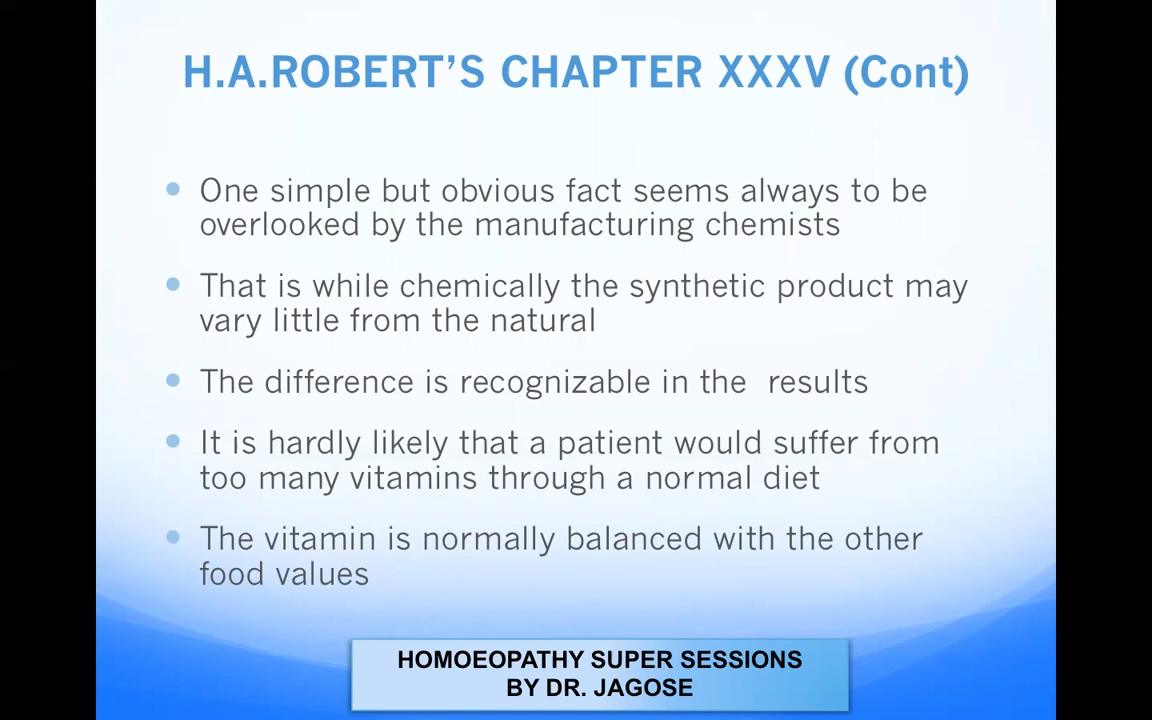 H.A.ROBERT’S CHAPTER XXXV (Cont)
• One simple but obvious fact seems always to be
overlooked by the manufacturing chemists
• That is while chemically the synthetic product may
vary little from the natural
• The difference is recognizable in the  results
• It is hardly likely that a patient would suffer from
too many vitamins through a normal diet
• The vitamin is normally balanced with the other
food values
HOMOEOPATHY SUPER SESSIONS
BY DR. JAGOSE